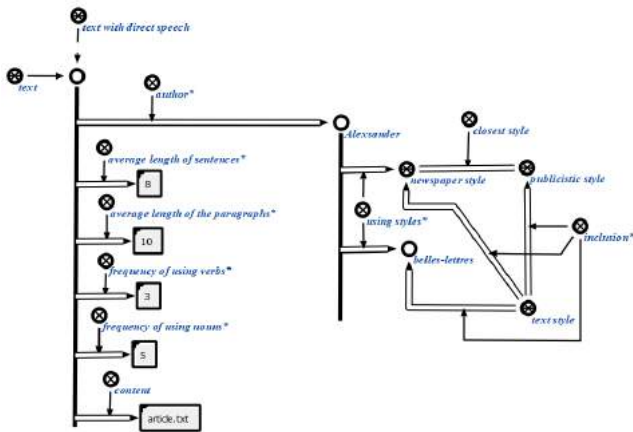 text with direct speech
text
author*
Alexsander
closest style
average length of sentences*
8
newspaper style
publicistic style
average length of the paragraphs*
10
using styles*
inclusion*
frequency of using verbs*
3
belles-lettres
frequency of using nouns*
5
text style
content
article.txt